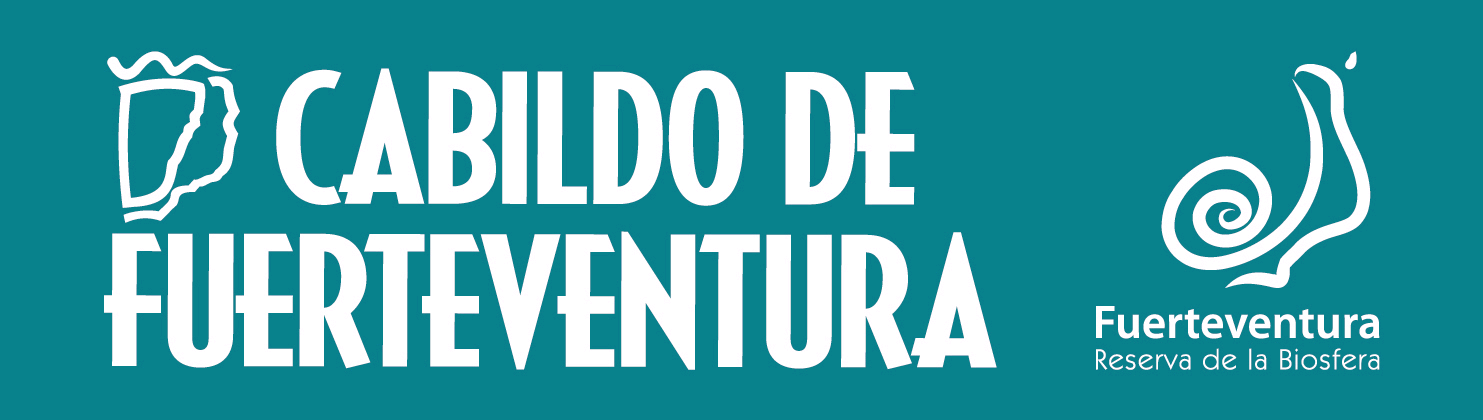 CABILDO DE
FUERTEVENTURA
Fuerteventura
Reserva de la Biosfera